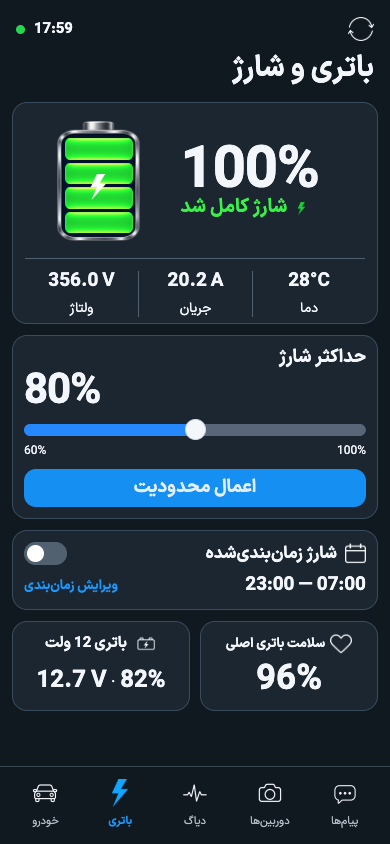 17:59
باتری و شارژ
100%
شارژ کامل شد
28°C
20.2 A
356.0 V
دما
جریان
ولتاژ
حداکثر شارژ
80%
60%
100%
اعمال محدودیت
شارژ زمان‌بندی‌شده
23:00 — 07:00
ویرایش زمان‌بندی
سلامت باتری اصلی
96%
باتری 12 ولت
12.7 V · 82%
پیام‌ها
دوربین‌ها
دیاگ
باتری
خودرو